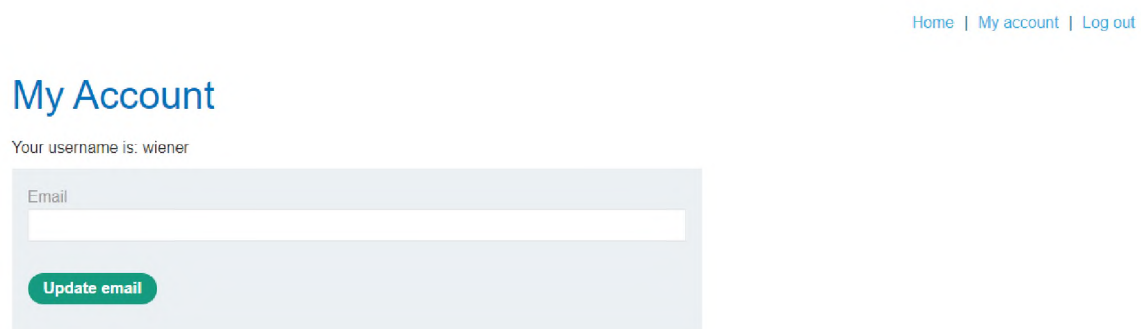 Home | My account | Log out
My Account
Your username is: wiener
Email
Update email